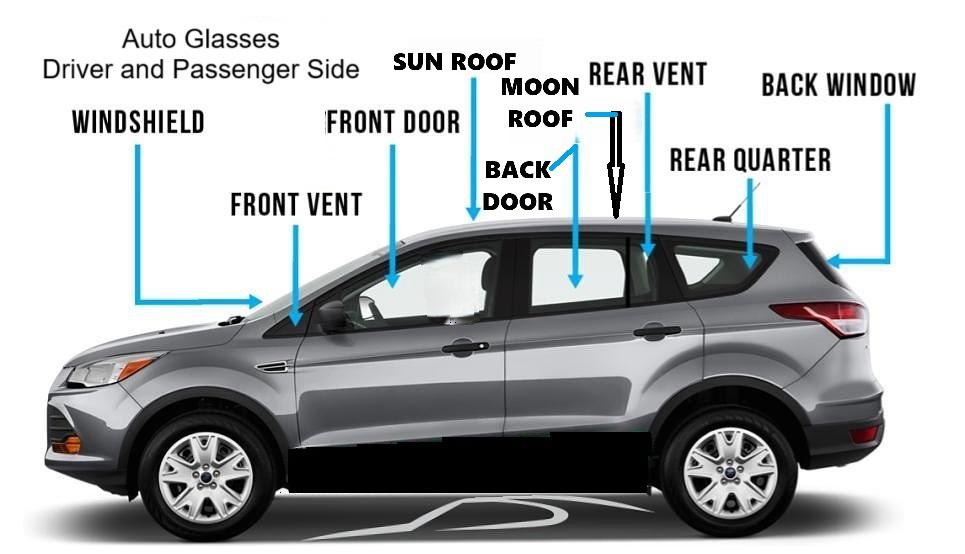 Auto Glasses
Driver and Passenger Side
SUN ROOF
MOON
ROOF
REAR VENT
BACK WINDOW
WINDSHIELD
FRONT DOOR
BACK
DOOR
REAR QUARTER
FRONT VENT